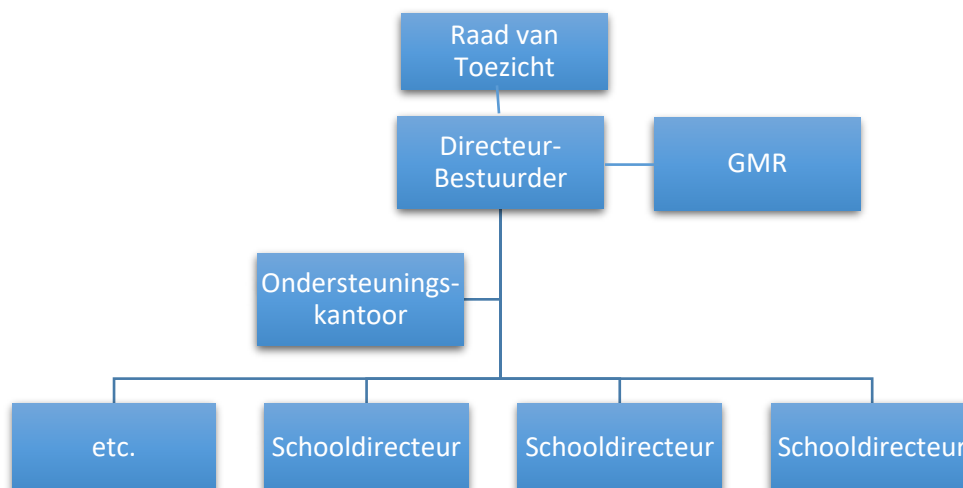 Raad van
Toezicht
Directeur-
Bestuurder
GMR
Ondersteunings-
kantoor
etc.
Schooldirecteur
Schooldirecteur
Schooldirecteur